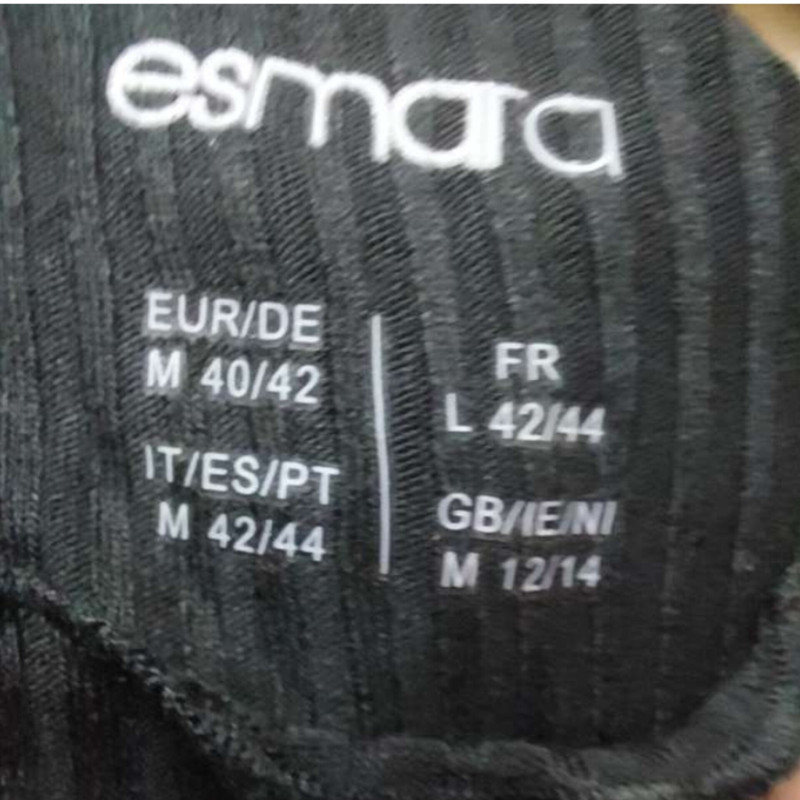 esmara
EUR/DE
M 40/42
IT/ES/PT
M 42/44
FR
L 42/44
GB/IE/NI
M 12/14